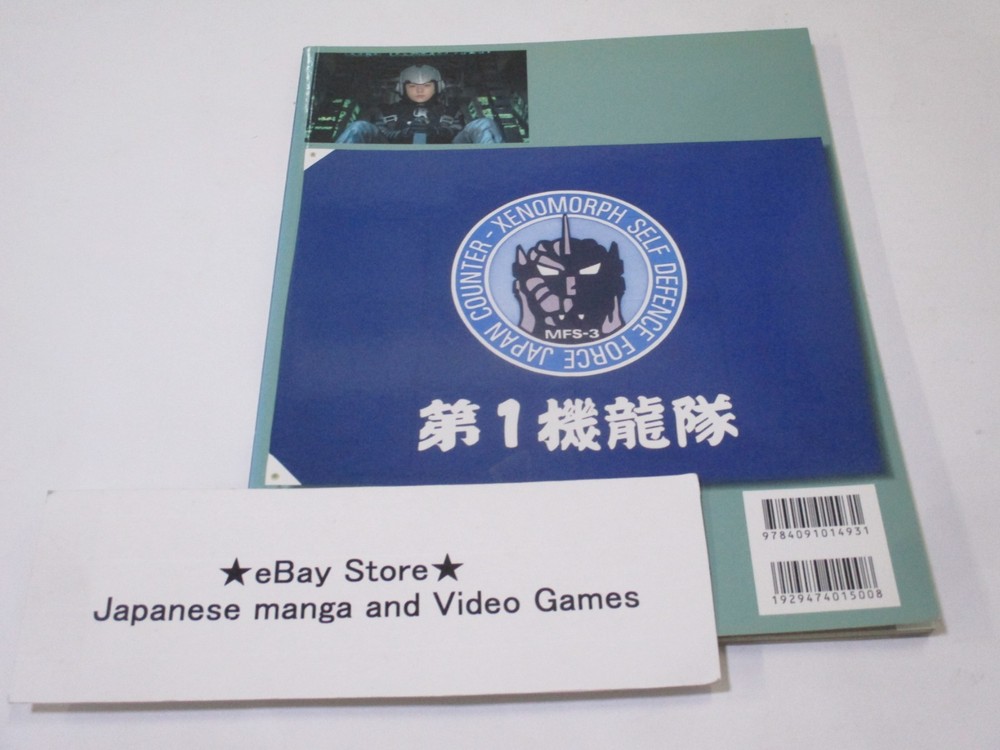 JAPAN COUNTER - XENOMORPH SELF DEFENCE FORCE
MFS-3
第1機龍隊
9784091014931
1929474015008
★eBay Store★
Japanese manga and Video Games